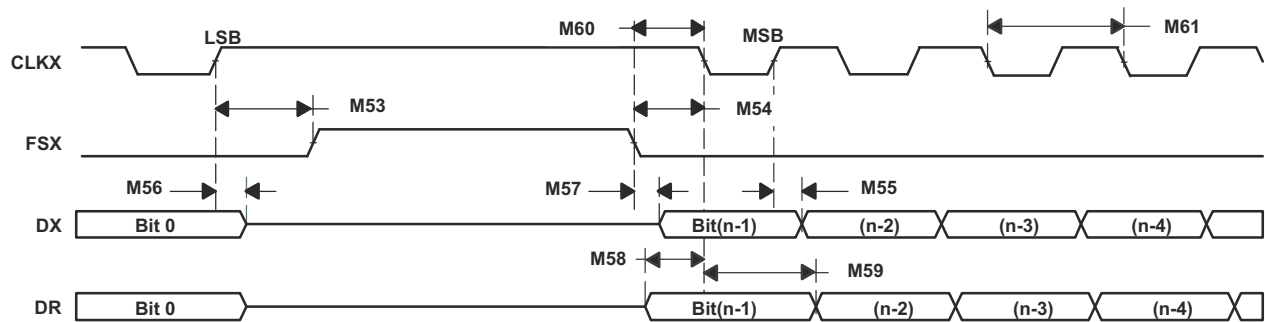 LSB M60 MSB M61
CLKX
M53 M54
FSX
M56 M57 M55
DX Bit 0 Bit(n-1) (n-2) (n-3) (n-4)
M58 M59
DR Bit 0 Bit(n-1) (n-2) (n-3) (n-4)